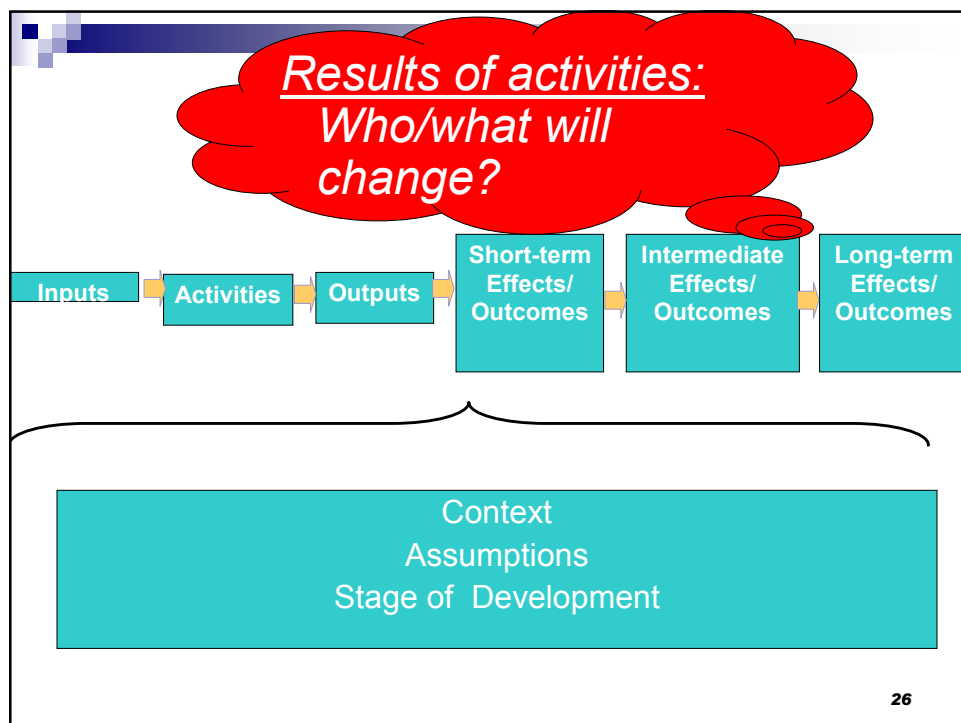 Results of activities:
Who/what will
change?
Inputs
Activities
Outputs
Short-term
Effects/
Outcomes
Intermediate
Effects/
Outcomes
Long-term
Effects/
Outcomes
Context
Assumptions
Stage of Development
26